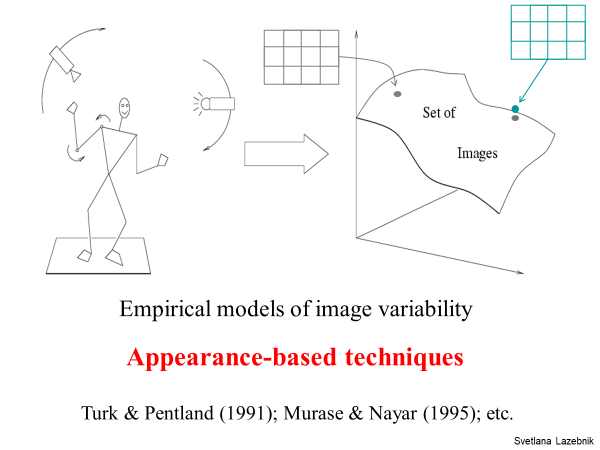 Set of
Images
Empirical models of image variability
Appearance-based techniques
Turk & Pentland (1991); Murase & Nayar (1995); etc.
Svetlana Lazebnik